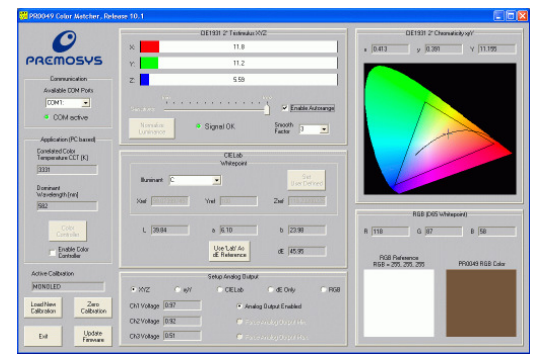 PR0049 Color Matcher, Release 10.1
PREMOSYS
Communication
Available COM Ports
COM1:
COM active
Application (PC based)
Correlated Color
Temperature CCT [K]
3331
Dominant
Wavelength [nm]
582
Color
Controller
Enable Color
Controller
Active Calibration
MONOLED
Load New
Calibration
Zero
Calibration
Exit
Update
Firmware
CIE1931 2° Tristimulus XYZ
X: 11.8
Y: 11.2
Z: 5.59
Enable Autorange
Normalize
Luminance
Signal OK
Smooth
Factor
3
CIELab
Whitepoint
Illuminant C
Set
User Defined
Xref
Yref
Zref
L 39.84
a 6.10
b 23.98
Use 'Lab' As
dE Reference
dE 45.95
Setup Analog Output
XYZ
xyY
CIELab
dE Only
RGB
Ch1 Voltage 0.97
Analog Output Enabled
Ch2 Voltage 0.92
Ch3 Voltage 0.51
CIE1931 2° Chromaticity xyY
x 0.413
y 0.391
Y 11.195
RGB (D65 Whitepoint)
R 118
G 87
B 58
RGB Reference
RGB = 255, 255, 255
PR0049 RGB Color